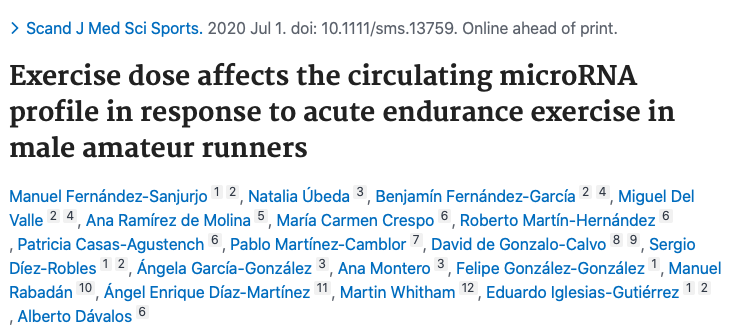 > Scand J Med Sci Sports. 2020 Jul 1. doi: 10.1111/sms.13759. Online ahead of print.
Exercise dose affects the circulating microRNA
profile in response to acute endurance exercise in
male amateur runners
Manuel Fernández-Sanjurjo 1 2, Natalia Úbeda 3, Benjamín Fernández-García 2 4, Miguel Del
Valle 2 4, Ana Ramírez de Molina 5, María Carmen Crespo 6, Roberto Martín-Hernández 6
, Patricia Casas-Agustench 6, Pablo Martínez-Camblor 7, David de Gonzalo-Calvo 8 9, Sergio
Díez-Robles 1 2, Ángela García-González 3, Ana Montero 3, Felipe González-González 1, Manuel
Rabadán 10, Ángel Enrique Díaz-Martínez 11, Martin Whitham 12, Eduardo Iglesias-Gutiérrez 1 2
, Alberto Dávalos 6